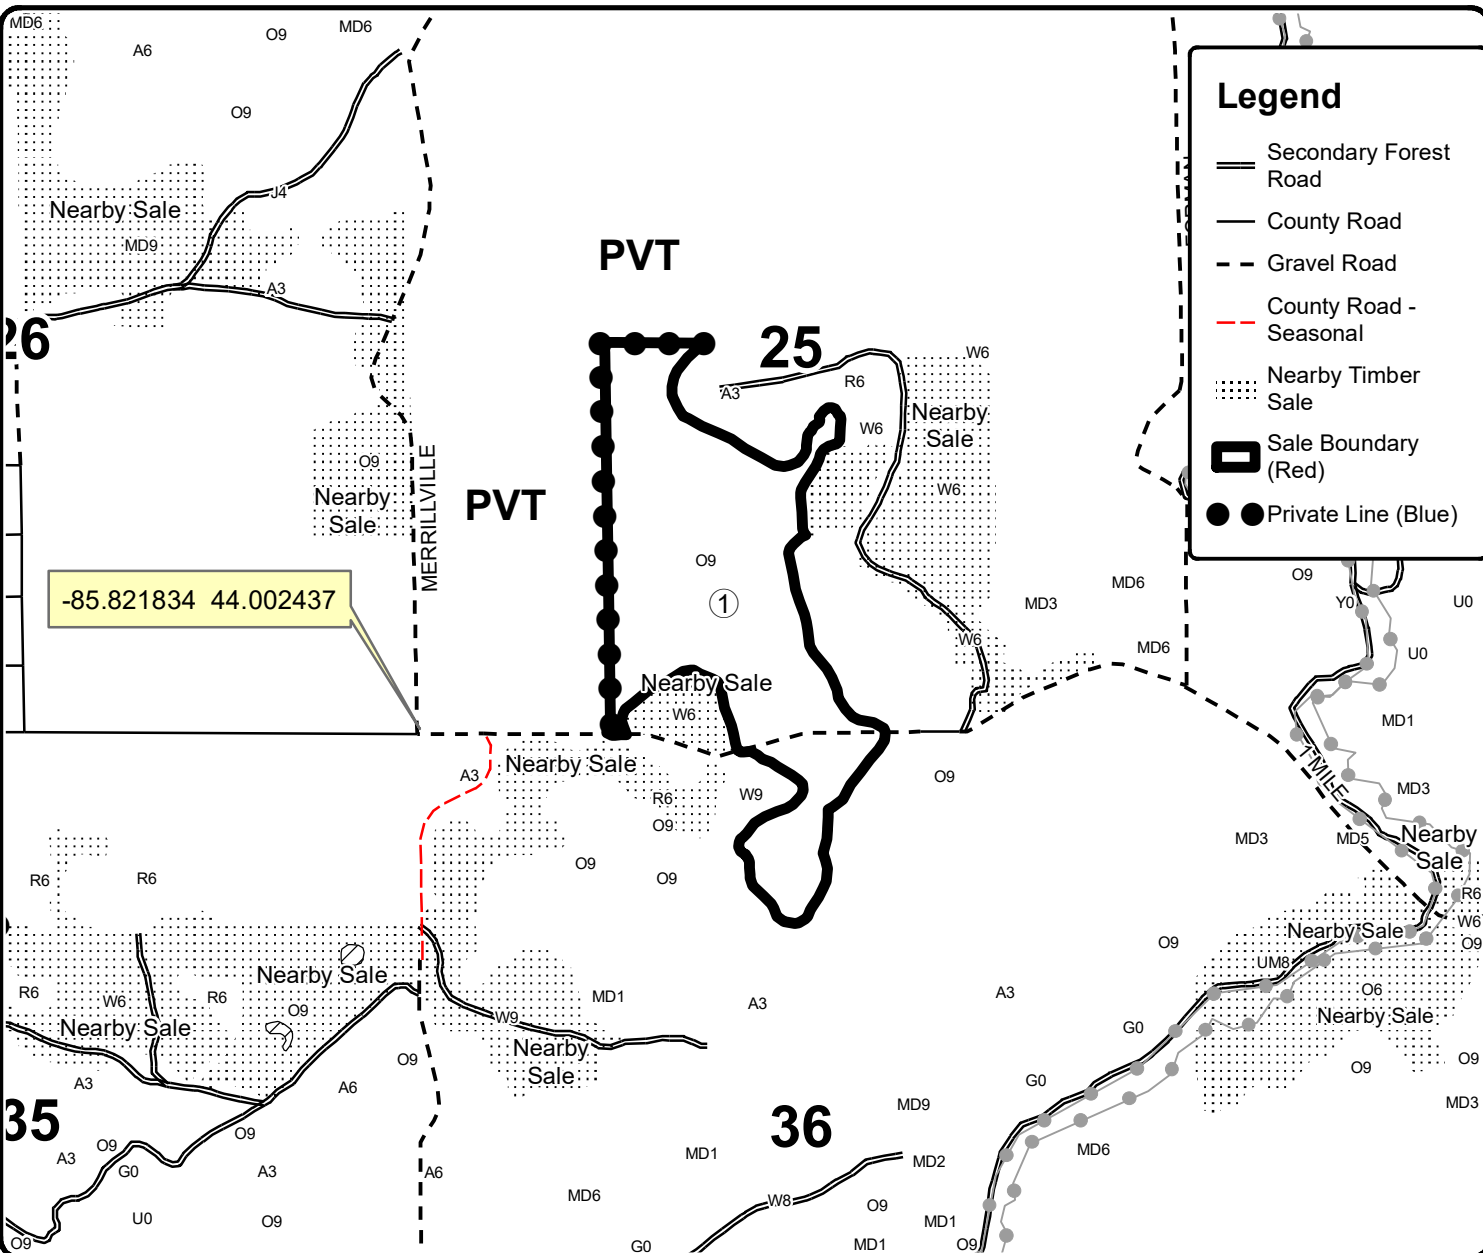 MD6
A6
O9
MD6
O9
J4
Nearby Sale
MD9
A3
26
PVT
25
A3
R6
W6
W6
Nearby
Sale
W6
O9
Nearby
Sale
MERRILLVILLE
PVT
O9
1
-85.821834 44.002437
Nearby Sale
W6
MD3
MD6
W6
MD6
Legend
Secondary Forest
Road
County Road
Gravel Road
County Road -
Seasonal
Nearby Timber
Sale
Sale Boundary
(Red)
Private Line (Blue)
O9
Y0
U0
U0
MD1
1 MILE
MD3
MD5
Nearby
Sale
R6
W6
O9
A3
Nearby Sale
R6
O9
W9
O9
MD3
O9
O9
R6
R6
Nearby Sale
R6
W6
R6
O9
Nearby Sale
A3
O9
A6
W9
MD1
Nearby
Sale
A3
A3
O9
Nearby Sale
UM8
O6
Nearby Sale
G0
G0
O9
O9
MD3
MD9
36
MD1
MD2
MD6
MD6
W8
O9
MD1
G0
MD1
O9
35
O9
O9
A3
G0
A3
A6
U0
O9
O9